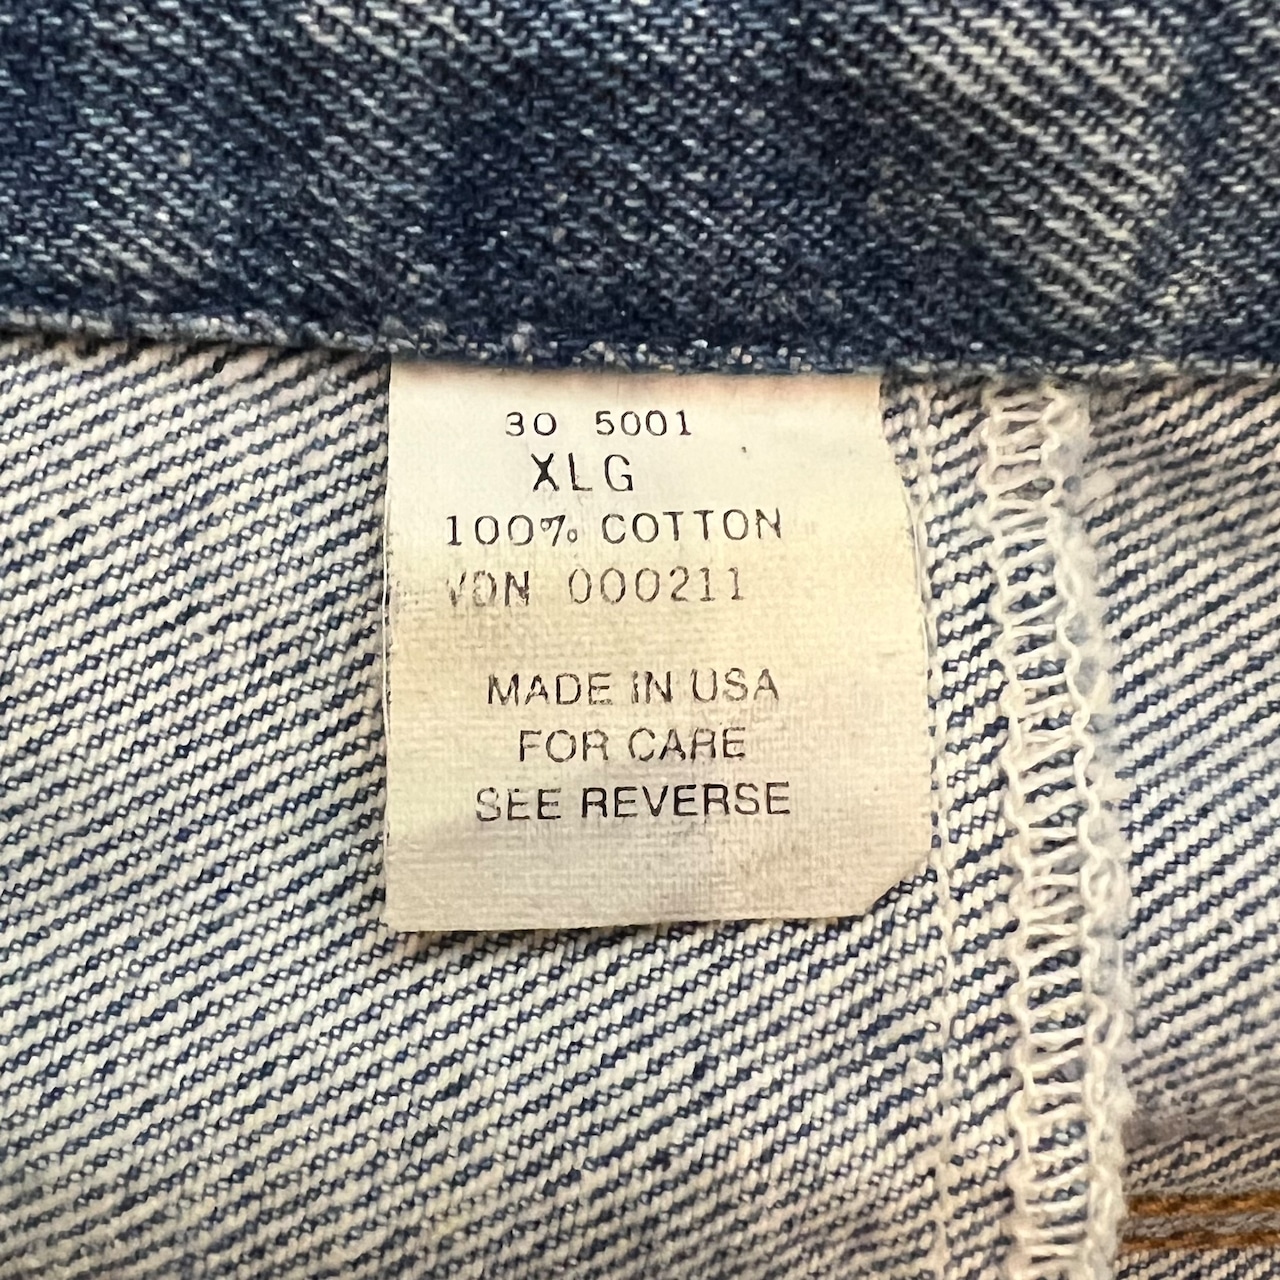 30 5001
XLG
100% COTTON
VDN 000211
MADE IN USA
FOR CARE
SEE REVERSE